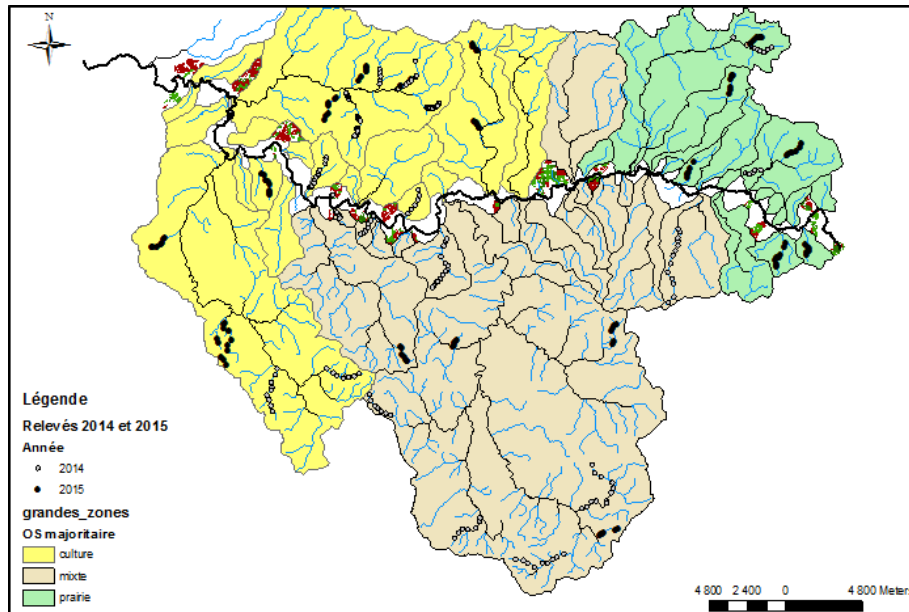 N
Légende
Relevés 2014 et 2015
Année
2014
2015
grandes_zones
OS majoritaire
culture
mixte
prairie
4 800 2 400 0 4 800 Meters